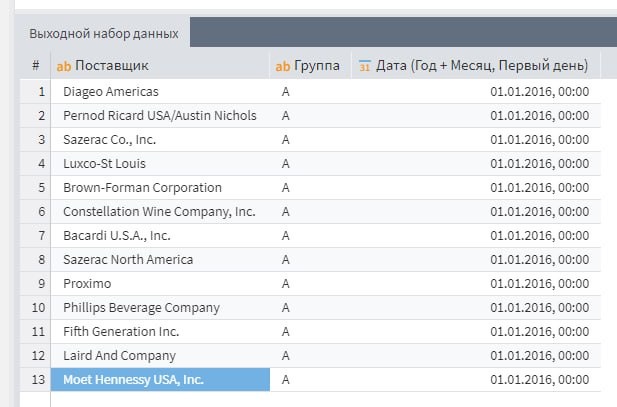 Выходной набор данных
# ab Поставщик ab Группа 31 Дата (Год + Месяц, Первый день)
1 Diageo Americas A 01.01.2016, 00:00
2 Pernod Ricard USA/Austin Nichols A 01.01.2016, 00:00
3 Sazerac Co., Inc. A 01.01.2016, 00:00
4 Luxco-St Louis A 01.01.2016, 00:00
5 Brown-Forman Corporation A 01.01.2016, 00:00
6 Constellation Wine Company, Inc. A 01.01.2016, 00:00
7 Bacardi U.S.A., Inc. A 01.01.2016, 00:00
8 Sazerac North America A 01.01.2016, 00:00
9 Proximo A 01.01.2016, 00:00
10 Phillips Beverage Company A 01.01.2016, 00:00
11 Fifth Generation Inc. A 01.01.2016, 00:00
12 Laird And Company A 01.01.2016, 00:00
13 Moet Hennessy USA, Inc. A 01.01.2016, 00:00